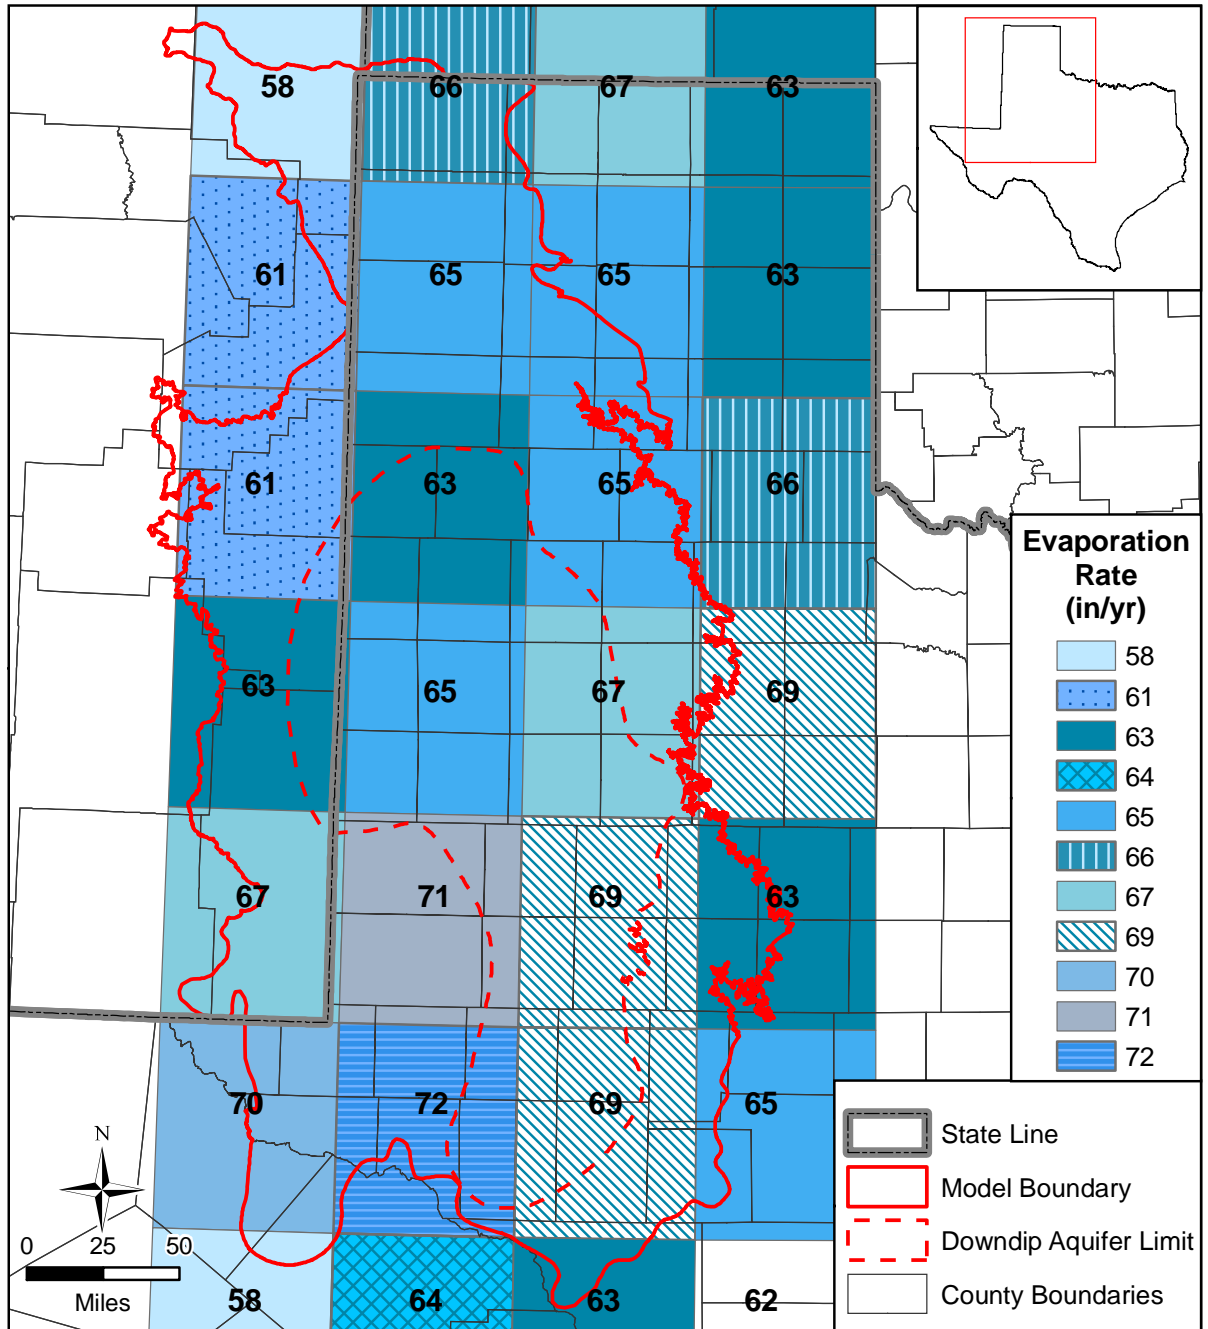 58 66 67 63
61 65 65 63
61 63 65 66
63 65 67 69
67 71 69 63
70 72 69 65
58 64 63 62
Evaporation
Rate
(in/yr)
58
61
63
64
65
66
67
69
70
71
72
State Line
Model Boundary
Downdip Aquifer Limit
County Boundaries
N
0 25 50
Miles